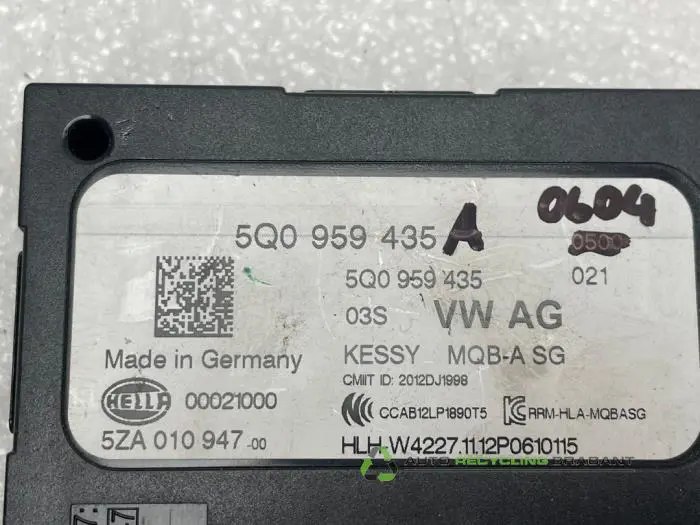 0604
5Q0 959 435 A 0500
5Q0 959 435 021
03S VW AG
Made in Germany KESSY MQB-A SG
CMIIT ID: 2012DJ1998
HELLA 00021000 CCAB12LP1890T5 RRM-HLA-MQBASG
5ZA 010 947-00 HLH-W4227.11.12P0610115
AUTO RECYCLING BRABANT